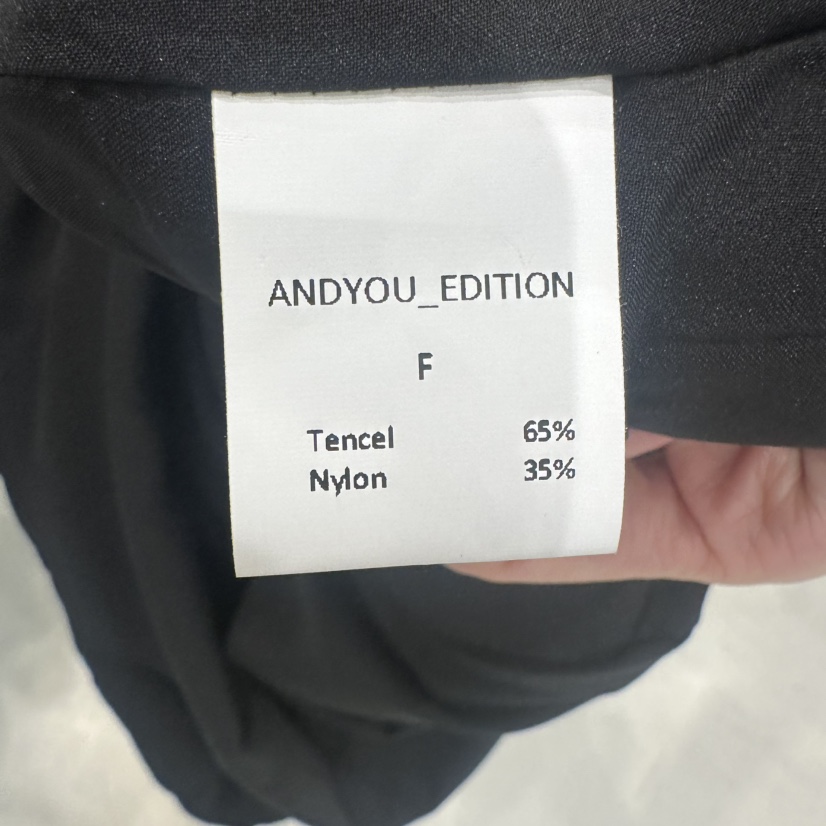 ANDYOU_EDITION
F
Tencel 65%
Nylon 35%